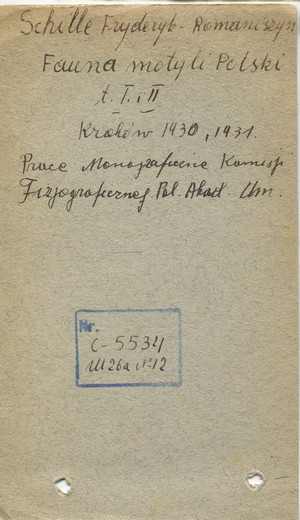 Schille Fryderyk - Romaniszyn
Fauna motyli Polski
t. I. i II
Kraków 1930, 1931.
Prace Monograficzne Komisji
Fizjograficznej. Pol. Akad. Um.
Nr.
C-5534